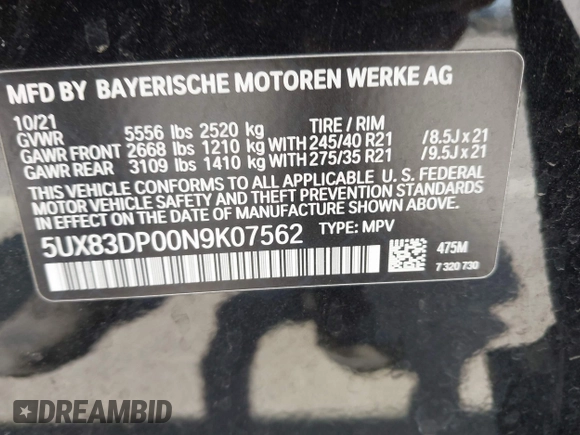 MFD BY BAYERISCHE MOTOREN WERKE AG
10/21 TIRE / RIM
GVWR 5556 lbs 2520 kg
GAWR FRONT 2668 lbs 1210 kg WITH 245/40 R21 /8.5J x 21
GAWR REAR 3109 lbs 1410 kg WITH 275/35 R21 /9.5J x 21
THIS VEHICLE CONFORMS TO ALL APPLICABLE U. S. FEDERAL
MOTOR VEHICLE SAFETY AND THEFT PREVENTION STANDARDS
IN EFFECT ON THE DATE OF MANUFACTURE SHOWN ABOVE.
5UX83DP00N9K07562 TYPE: MPV
475M
7 320 730
DREAMBID